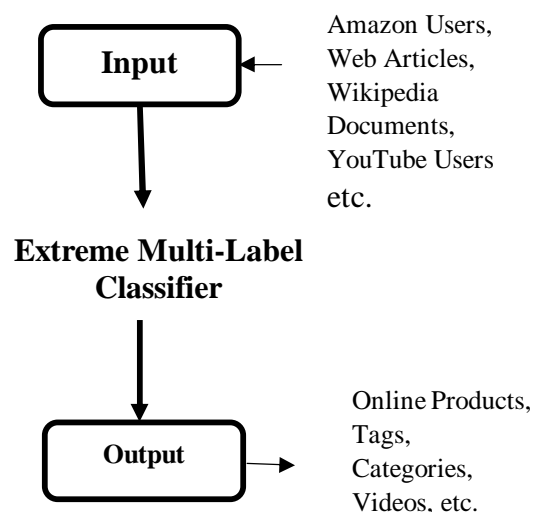 Input
Amazon Users,
Web Articles,
Wikipedia
Documents,
YouTube Users
etc.
Extreme Multi-Label
Classifier
Output
Online Products,
Tags,
Categories,
Videos, etc.